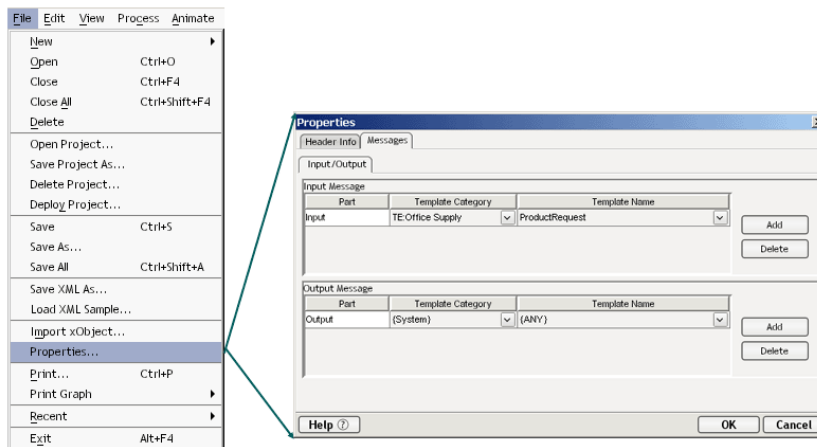 File Edit View Process Animate
New
Open Ctrl+O
Close Ctrl+F4
Close All Ctrl+Shift+F4
Delete
Open Project...
Save Project As...
Delete Project...
Deploy Project...
Save Ctrl+S
Save As...
Save All Ctrl+Shift+A
Save XML As...
Load XML Sample...
Import xObject...
Properties...
Print... Ctrl+P
Print Graph
Recent
Exit Alt+F4
Properties
Header Info Messages
Input/Output
Input Message
Part Template Category Template Name
Input TE:Office Supply ProductRequest
Add
Delete
Output Message
Part Template Category Template Name
Output {System} {ANY}
Add
Delete
Help ? OK Cancel